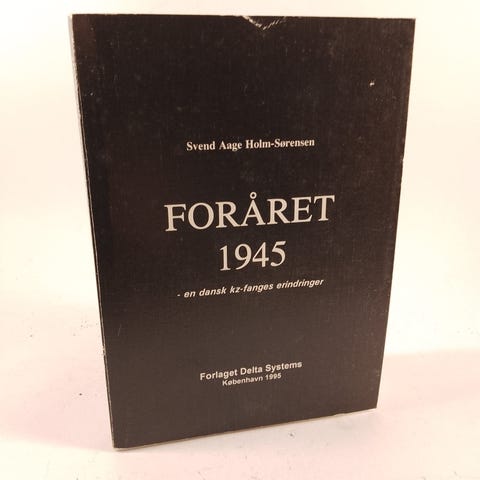 Svend Aage Holm-Sørensen
FORÅRET
1945
- en dansk kz-fanges erindringer
Forlaget Delta Systems
København 1995